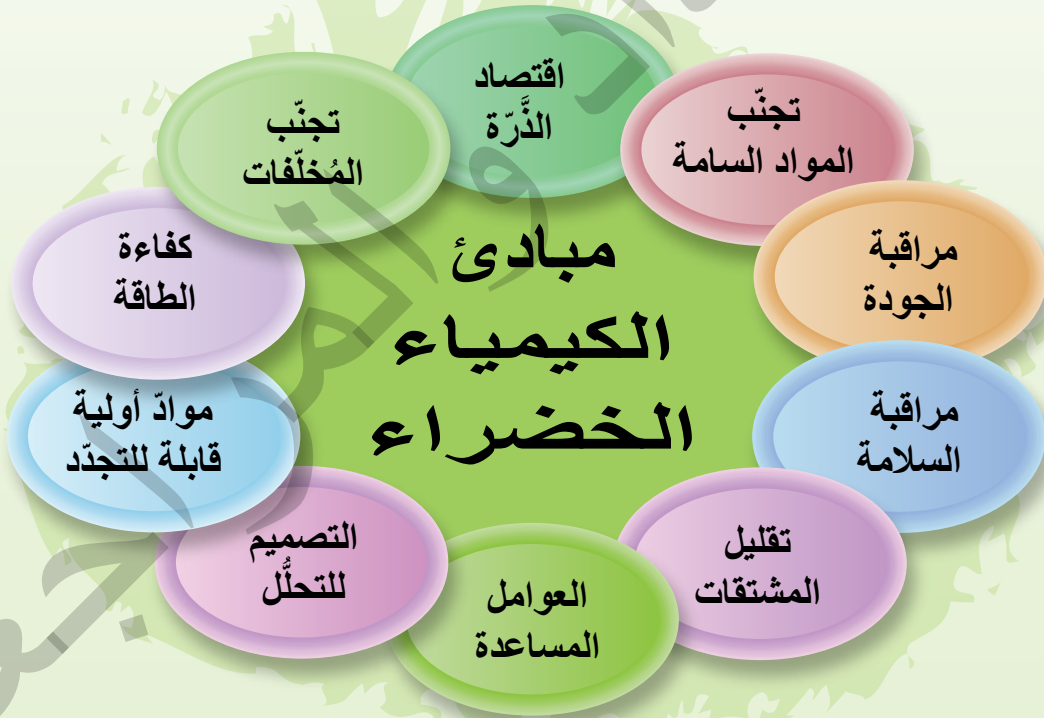 مبادئ
الكيمياء
الخضراء
اقتصاد
الذَّرّة
تجنّب
المواد السامة
مراقبة
الجودة
مراقبة
السلامة
تقليل
المشتقات
العوامل
المساعدة
التصميم
للتحلُّل
موادّ أولية
قابلة للتجدّد
كفاءة
الطاقة
تجنّب
المُخلّفات